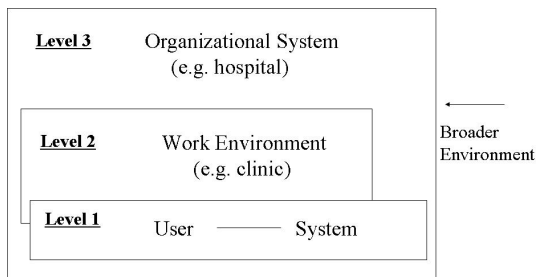 Level 3 Organizational System
(e.g. hospital)
Broader
Environment
Level 2 Work Environment
(e.g. clinic)
Level 1 User System